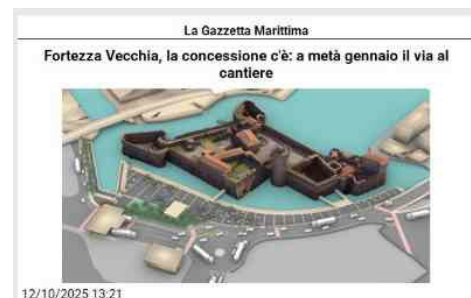 La Gazzetta Marittima
Fortezza Vecchia, la concessione c'è: a metà gennaio il via al
cantiere
12/10/2025 13:21